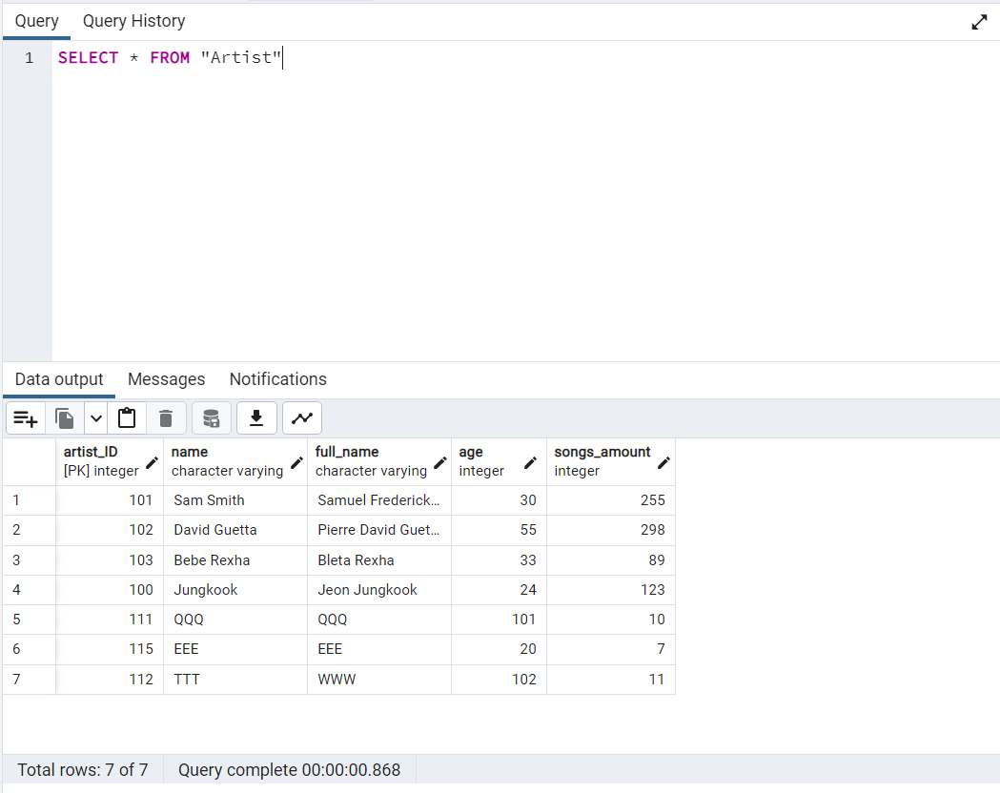 Query Query History
1 SELECT * FROM "Artist"
Data output Messages Notifications
artist_ID name full_name age songs_amount
[PK] integer character varying character varying integer integer
1 101 Sam Smith Samuel Frederick... 30 255
2 102 David Guetta Pierre David Guet... 55 298
3 103 Bebe Rexha Bleta Rexha 33 89
4 100 Jungkook Jeon Jungkook 24 123
5 111 QQQ QQQ 101 10
6 115 EEE EEE 20 7
7 112 TTT WWW 102 11
Total rows: 7 of 7 Query complete 00:00:00.868